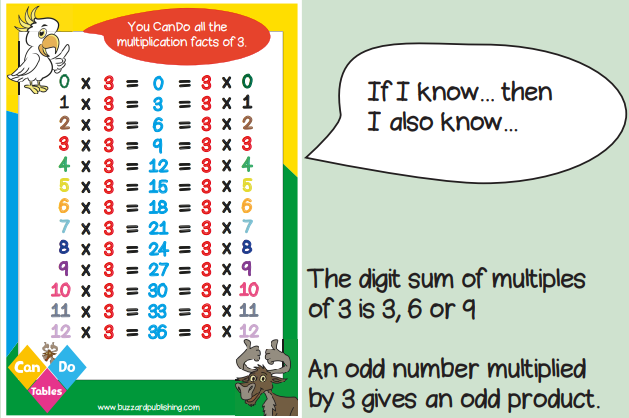 You CanDo all the
multiplication facts of 3.
0 x 3 = 0 = 3 x 0
1 x 3 = 3 = 3 x 1
2 x 3 = 6 = 3 x 2
3 x 3 = 9 = 3 x 3
4 x 3 = 12 = 3 x 4
5 x 3 = 15 = 3 x 5
6 x 3 = 18 = 3 x 6
7 x 3 = 21 = 3 x 7
8 x 3 = 24 = 3 x 8
9 x 3 = 27 = 3 x 9
10 x 3 = 30 = 3 x 10
11 x 3 = 33 = 3 x 11
12 x 3 = 36 = 3 x 12
Can Do
Tables
www.buzzardpublishing.com
If I know... then
I also know...
The digit sum of multiples
of 3 is 3, 6 or 9
An odd number multiplied
by 3 gives an odd product.